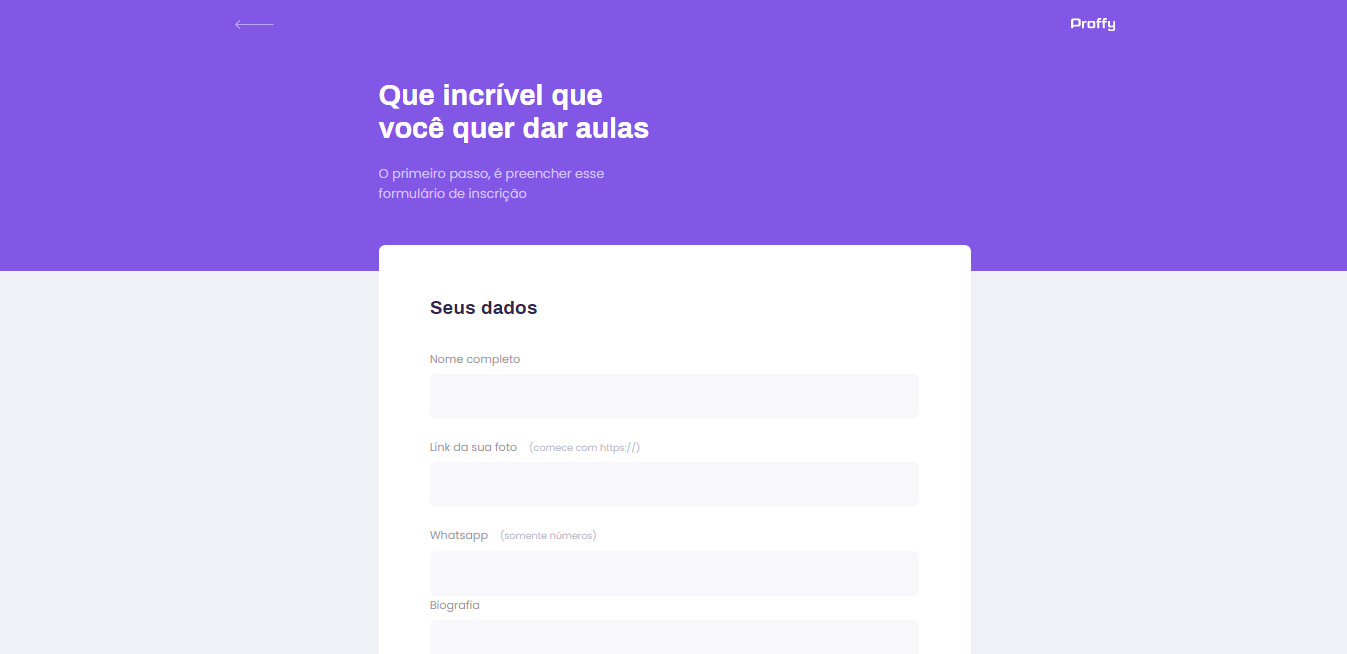 Proffy
Que incrível que
você quer dar aulas
O primeiro passo, é preencher esse
formulário de inscrição
Seus dados
Nome completo
Link da sua foto (comece com https://)
Whatsapp (somente números)
Biografia